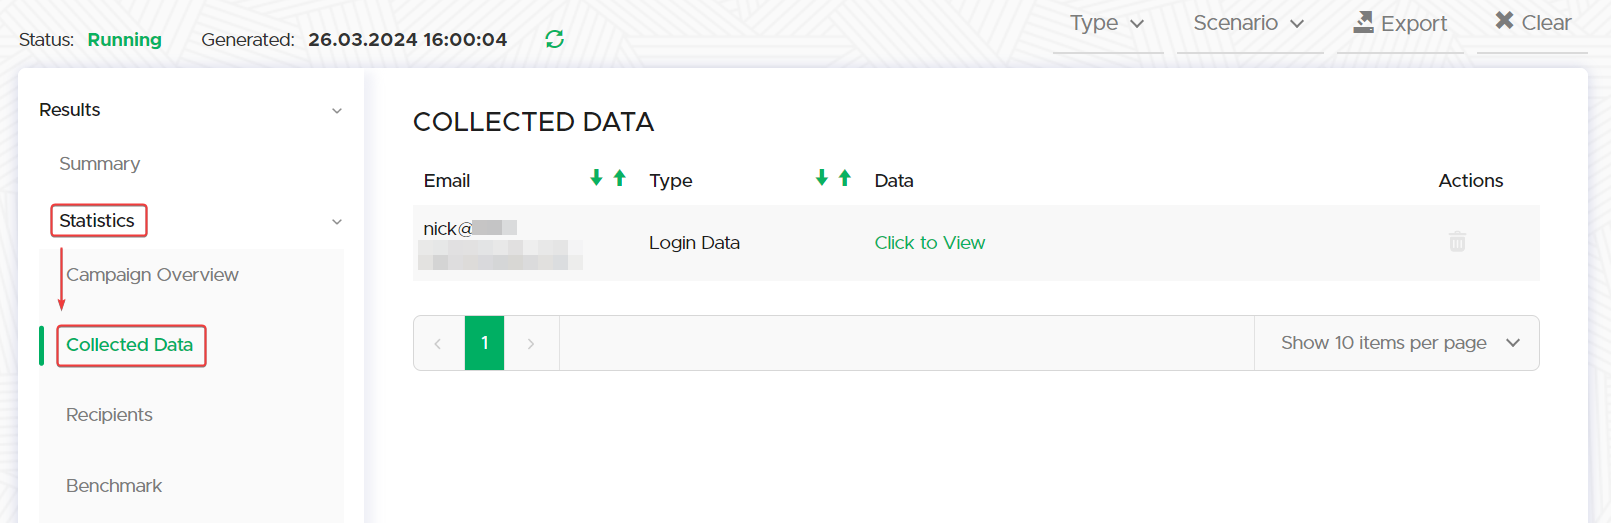 Status: Running Generated: 26.03.2024 16:00:04 Type Scenario Export Clear
Results
Summary
Statistics
Campaign Overview
Collected Data
Recipients
Benchmark
COLLECTED DATA
Email Type Data Actions
nick@
Login Data Click to View
1 Show 10 items per page